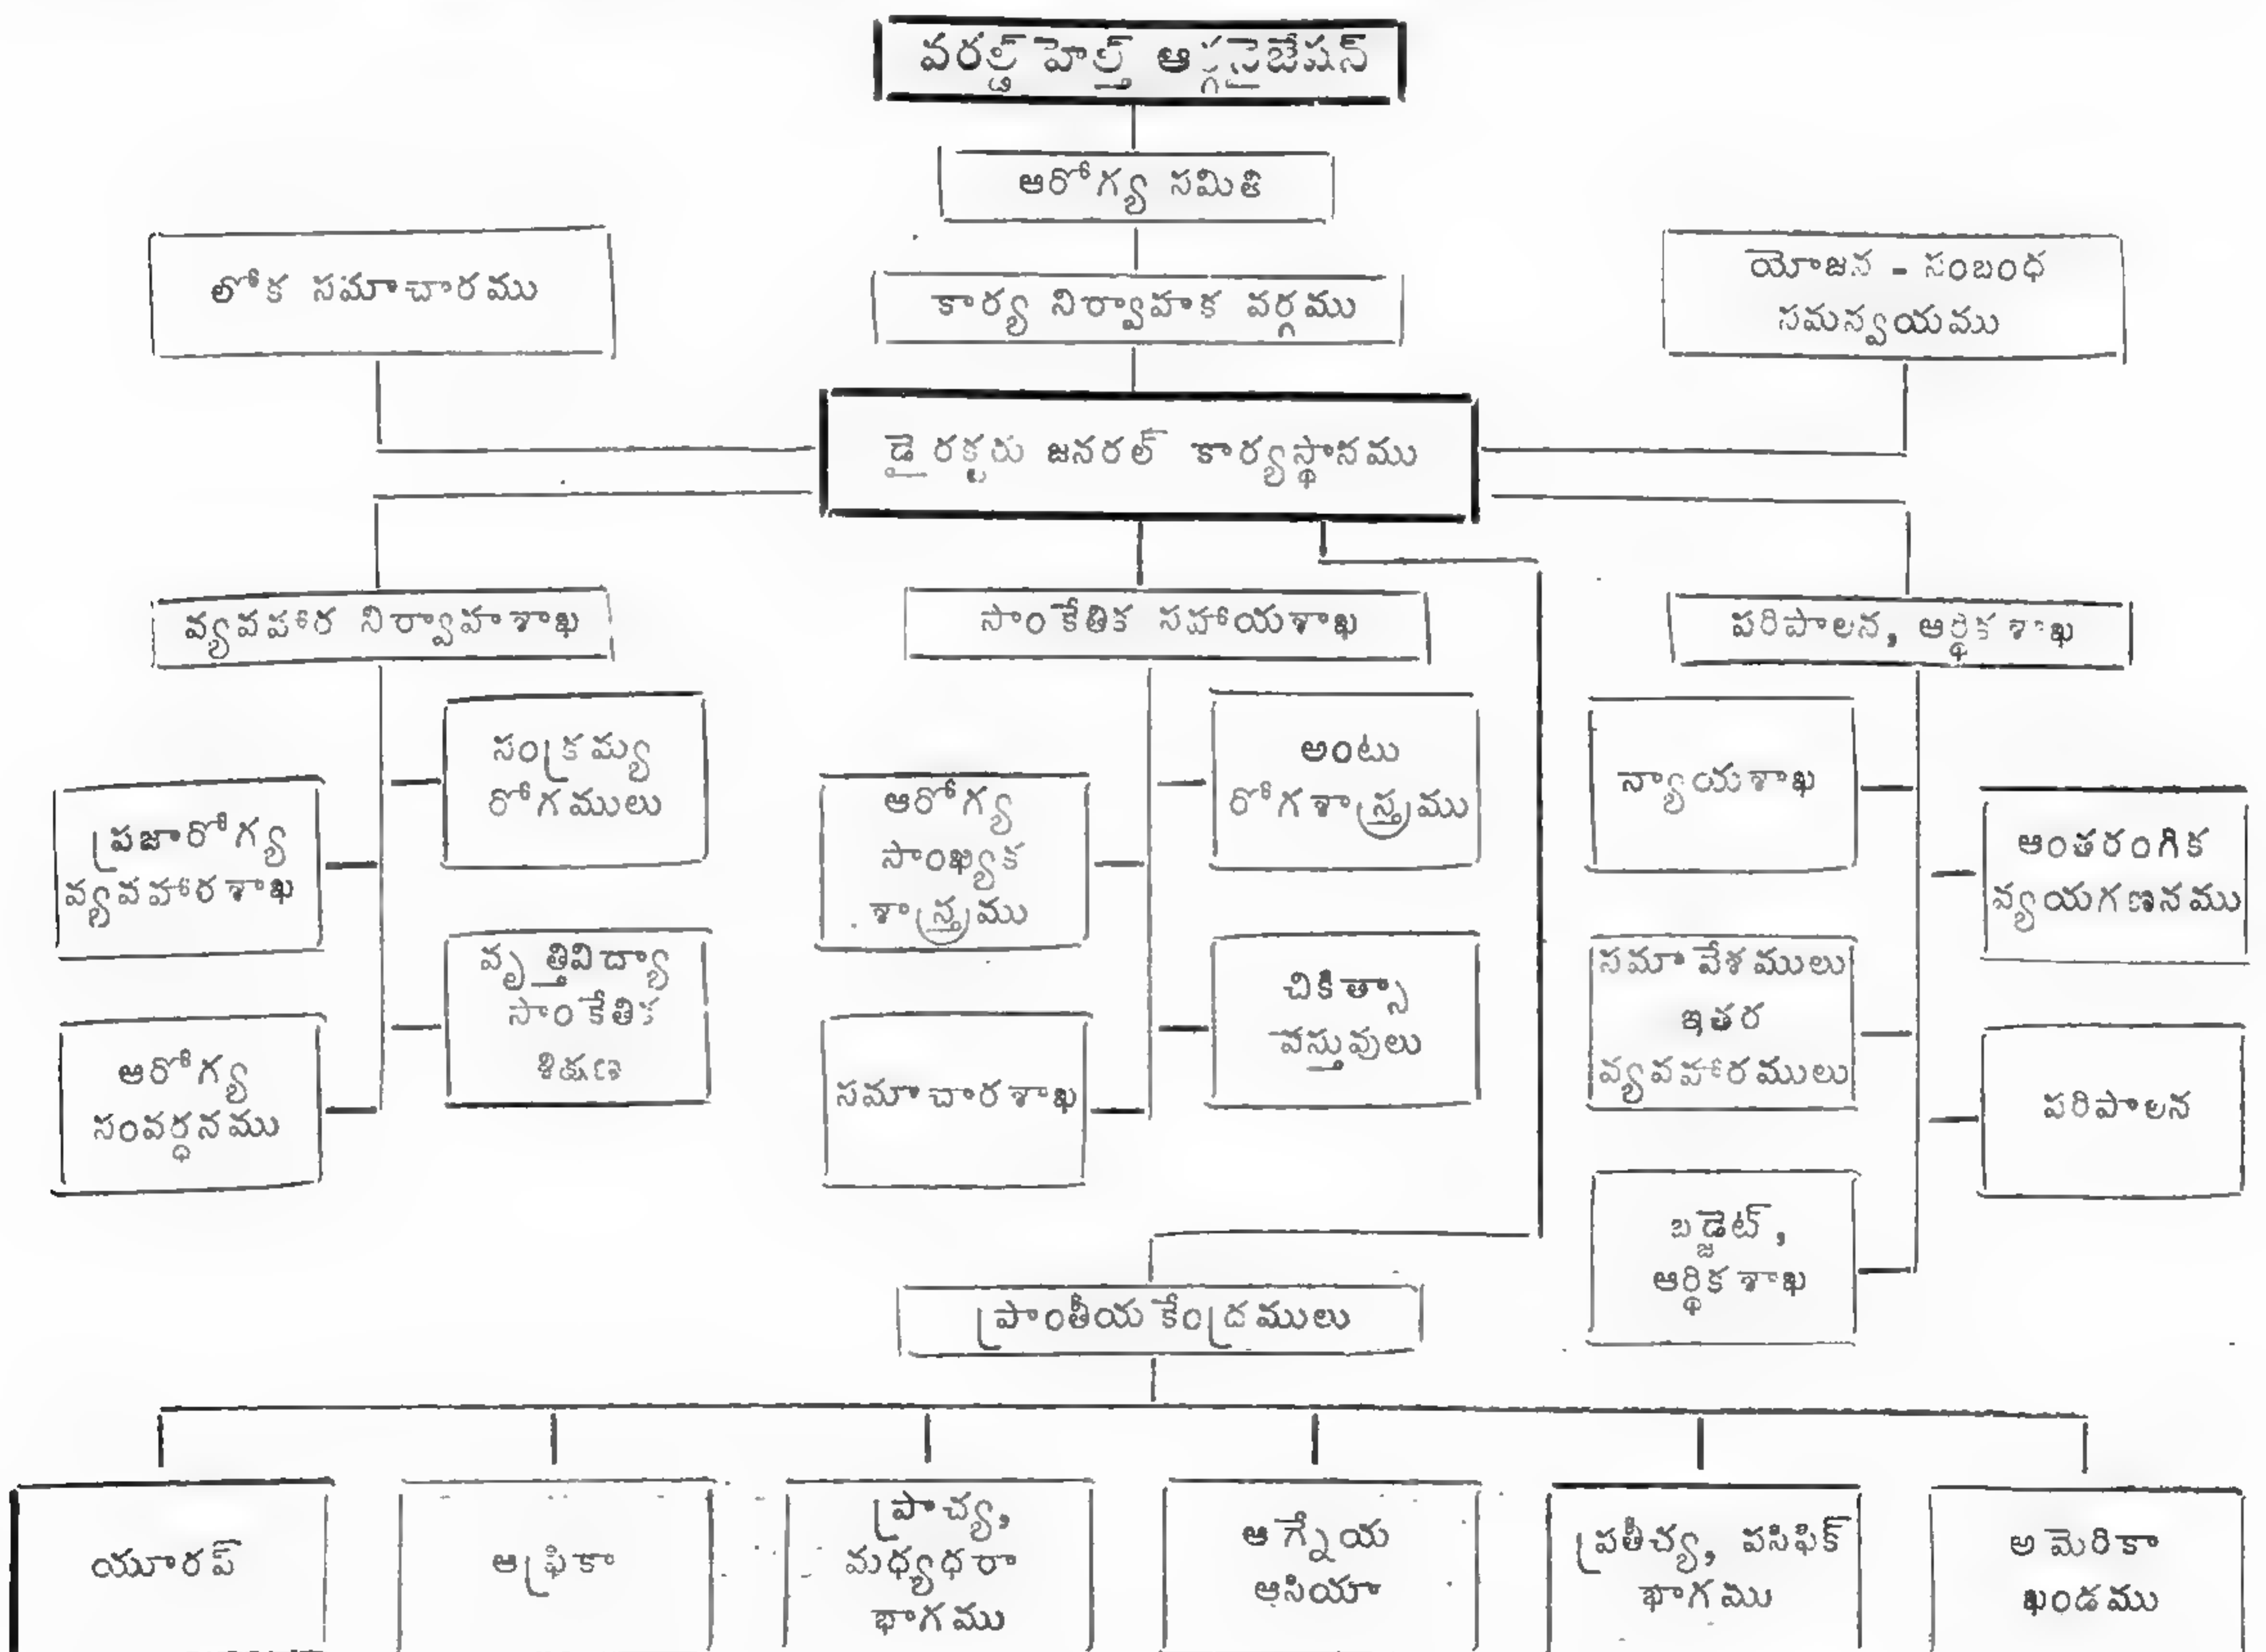 వరల్డ్ హెల్త్ ఆర్గనైజేషన్
ఆరోగ్య సమితి
లోక సమాచారము
కార్య నిర్వాహక వర్గము
యోజన - సంబంధ
సమన్వయము
డైరక్టరు జనరల్ కార్యస్థానము
వ్యవహార నిర్వాహశాఖ
సాంకేతిక సహాయశాఖ
పరిపాలన, ఆర్థికశాఖ
సంక్రమ్య
రోగములు
ప్రజారోగ్య
వ్యవహారశాఖ
వృత్తివిద్యా
సాంకేతిక
శిక్షణ
ఆరోగ్య
సంవర్ధనము
అంటు
రోగశాస్త్రము
ఆరోగ్య
సాంఖ్యక
శాస్త్రము
చికిత్సా
వస్తువులు
సమాచారశాఖ
న్యాయశాఖ
ఆంతరంగిక
వ్యయగణనము
సమావేశములు
ఇతర
వ్యవహారములు
పరిపాలన
బడ్జెట్,
ఆర్థికశాఖ
ప్రాంతీయ కేంద్రములు
యూరప్
ఆఫ్రికా
ప్రాచ్య,
మధ్యధరా
భాగము
ఆగ్నేయ
ఆసియా
ప్రతీచ్య, పసిఫిక్
భాగము
అమెరికా
ఖండము